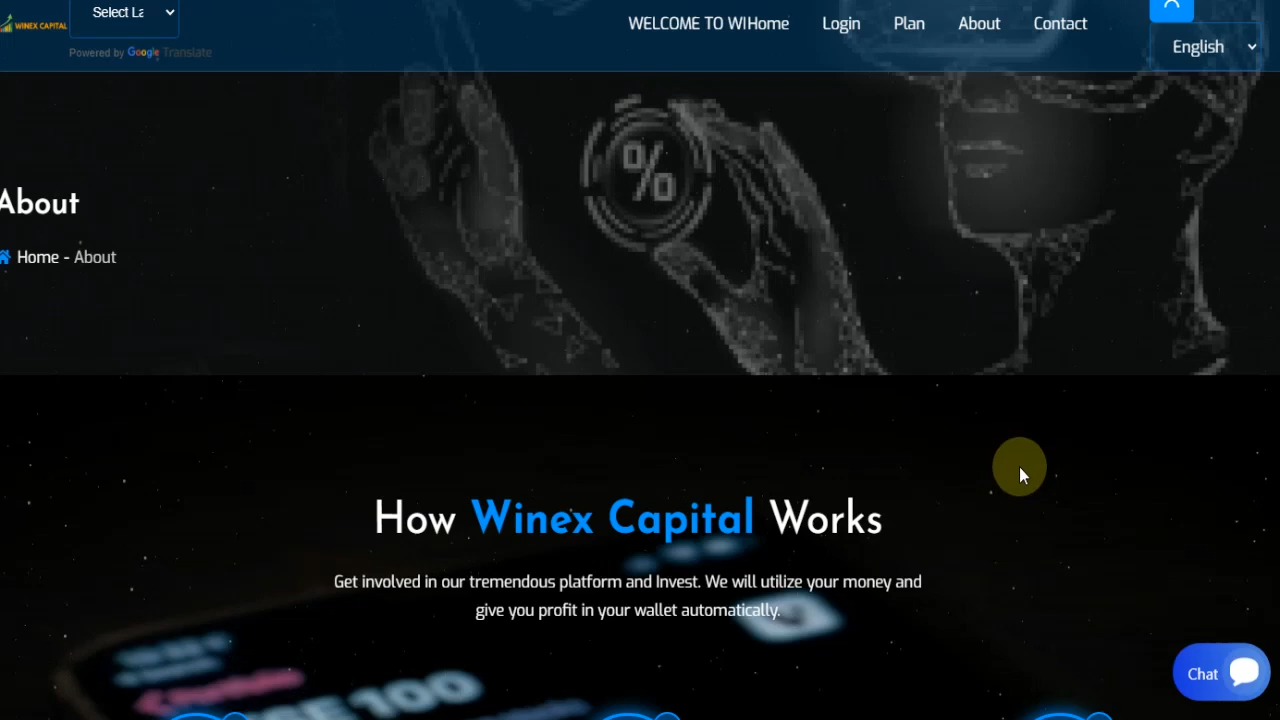 WINEX CAPITAL
Select La
Powered by Google Translate
WELCOME TO WIHome
Login
Plan
About
Contact
English
%
About
Home - About
How Winex Capital Works
Get involved in our tremendous platform and Invest. We will utilize your money and
give you profit in your wallet automatically.
100
Chat